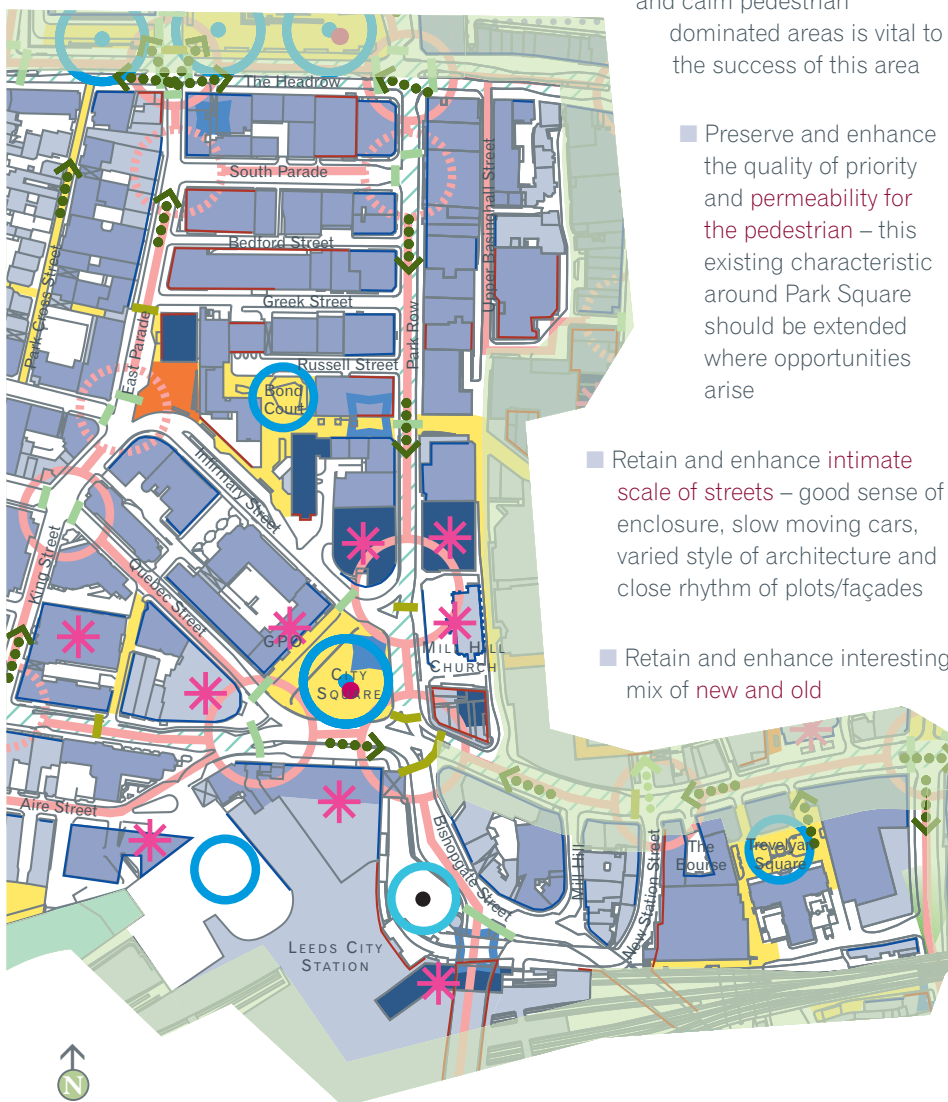 and calm pedestrian
dominated areas is vital to
the success of this area
Preserve and enhance
the quality of priority
and permeability for
the pedestrian – this
existing characteristic
around Park Square
should be extended
where opportunities
arise
Retain and enhance intimate
scale of streets – good sense of
enclosure, slow moving cars,
varied style of architecture and
close rhythm of plots/façades
Retain and enhance interesting
mix of new and old
The Headrow
South Parade
Bedford Street
Greek Street
Russell Street
Park Cross Street
East Parade
Park Row
Upper Basinghall Street
Bond
Court
Infirmary Street
King Street
Quebec Street
GPO
CITY
SQUARE
MILL HILL
CHURCH
Aire Street
Bishopgate Street
Mill Hill
New Station Street
The
Bourse
Trevelyan
Square
LEEDS CITY
STATION
N